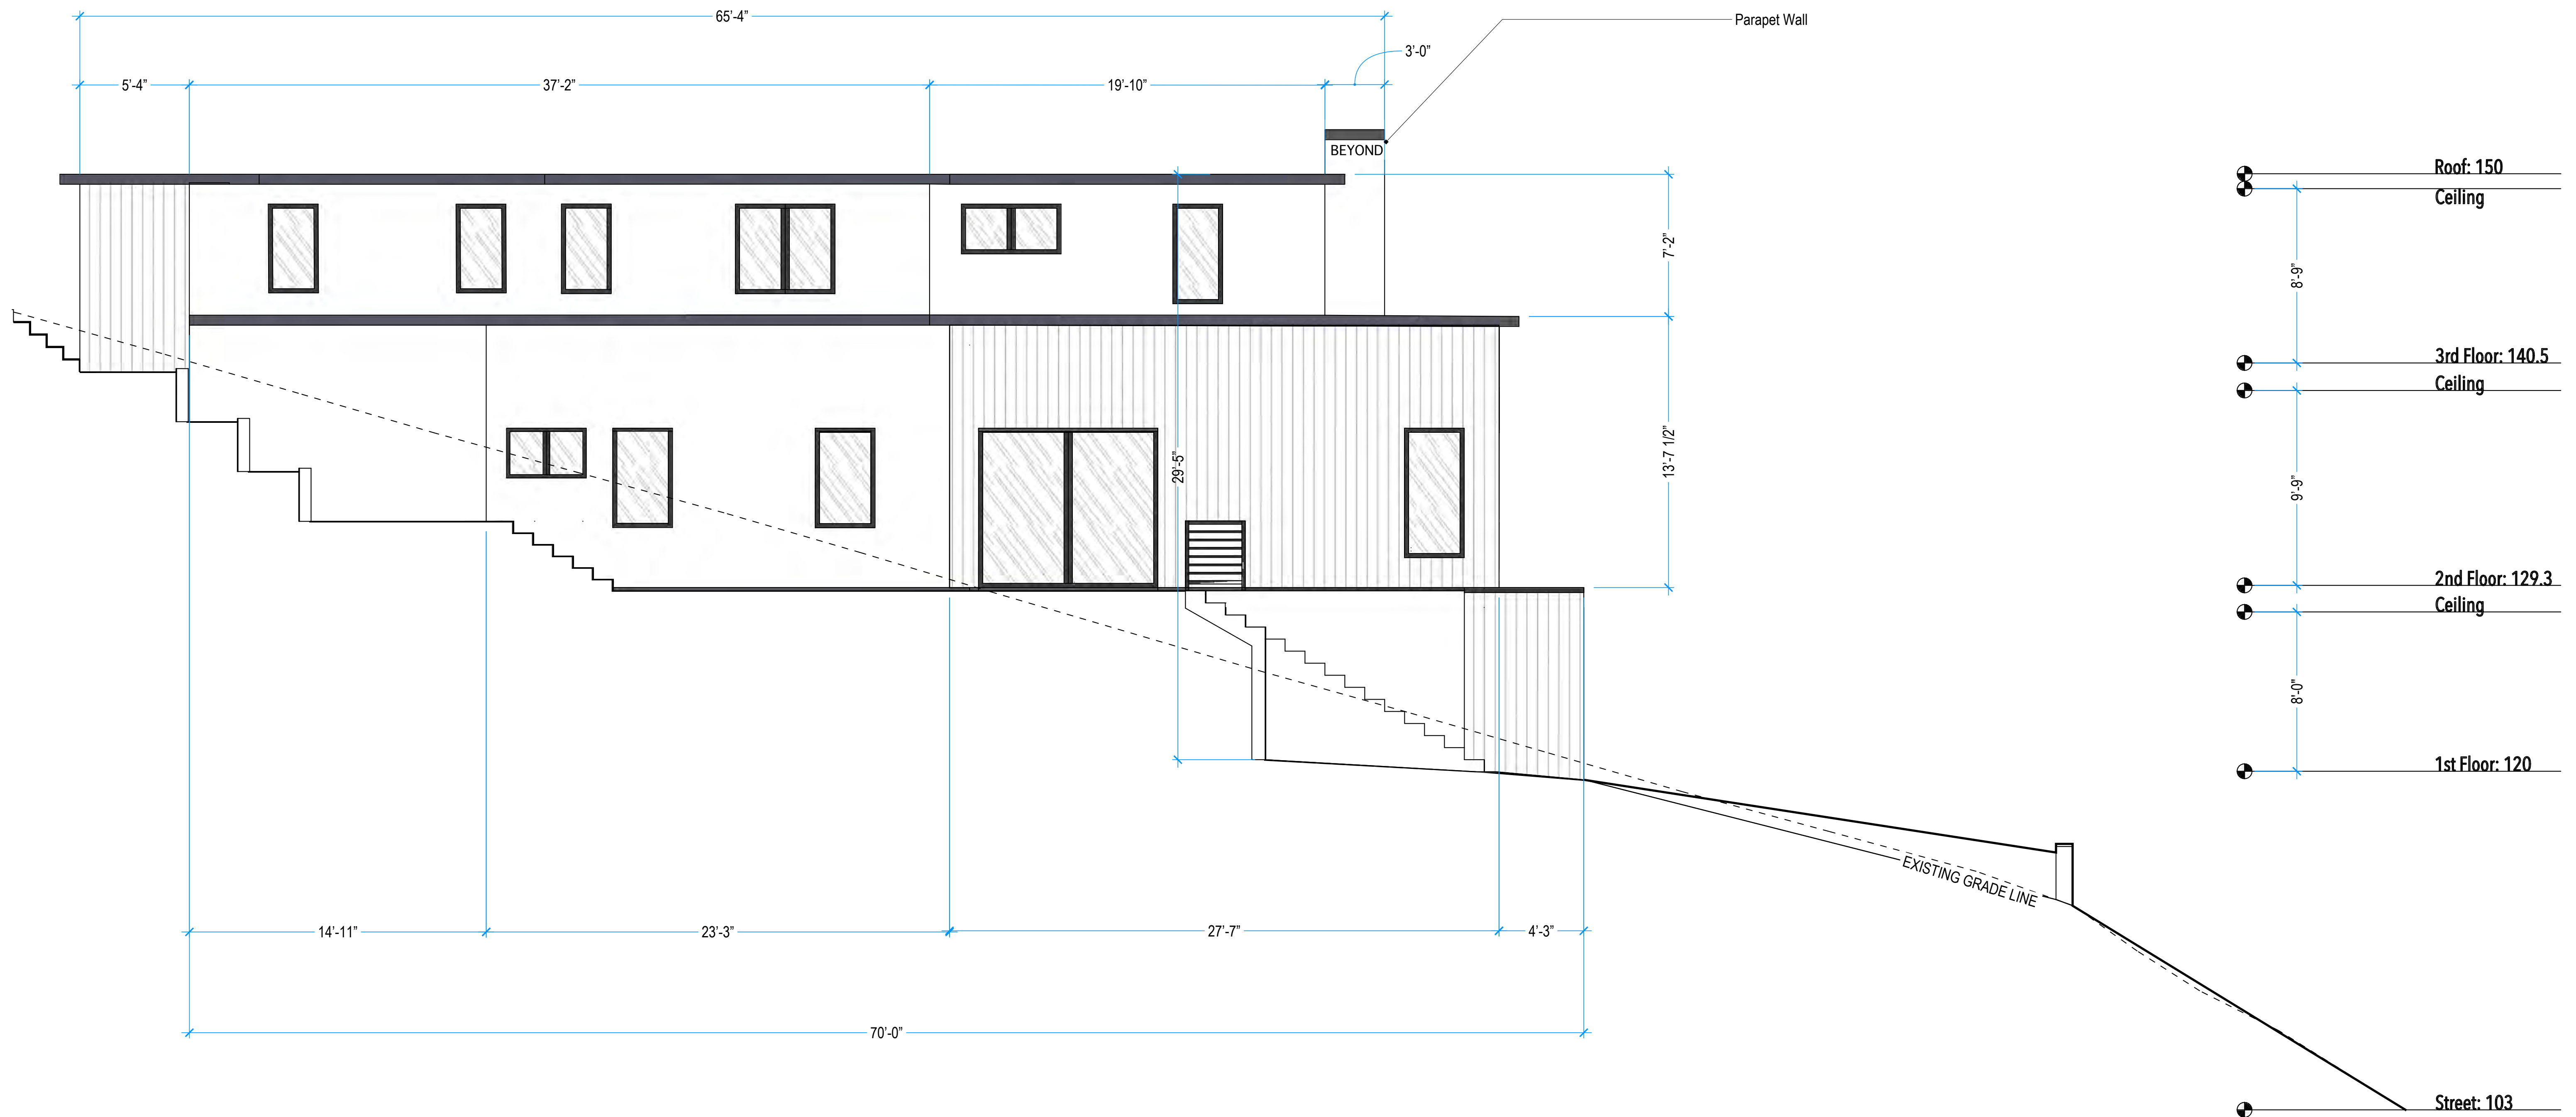 65’-4”
Parapet Wall
3’-0”
5’-4”
37’-2”
19’-10”
BEYOND
Roof: 150
Ceiling
7’-2”
8’-9”
3rd Floor: 140.5
Ceiling
13’-7 1/2”
29’-5”
9’-9”
2nd Floor: 129.3
Ceiling
8’-0"
1st Floor: 120
EXISTING GRADE LINE
14’-11”
23’-3”
27’-7”
4’-3”
70’-0”
Street: 103